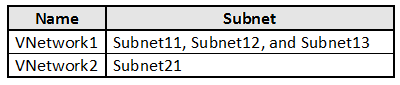 Name Subnet
VNetwork1 Subnet11, Subnet12, and Subnet13
VNetwork2 Subnet21